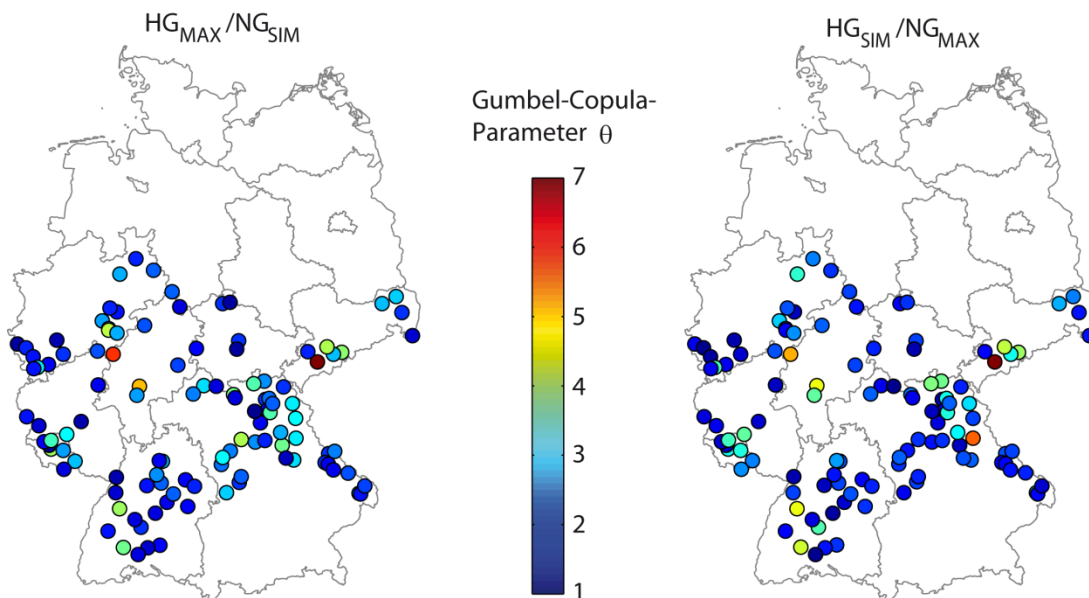 HG_MAX/NG_SIM
HG_SIM/NG_MAX
Gumbel-Copula-
Parameter θ
7
6
5
4
3
2
1